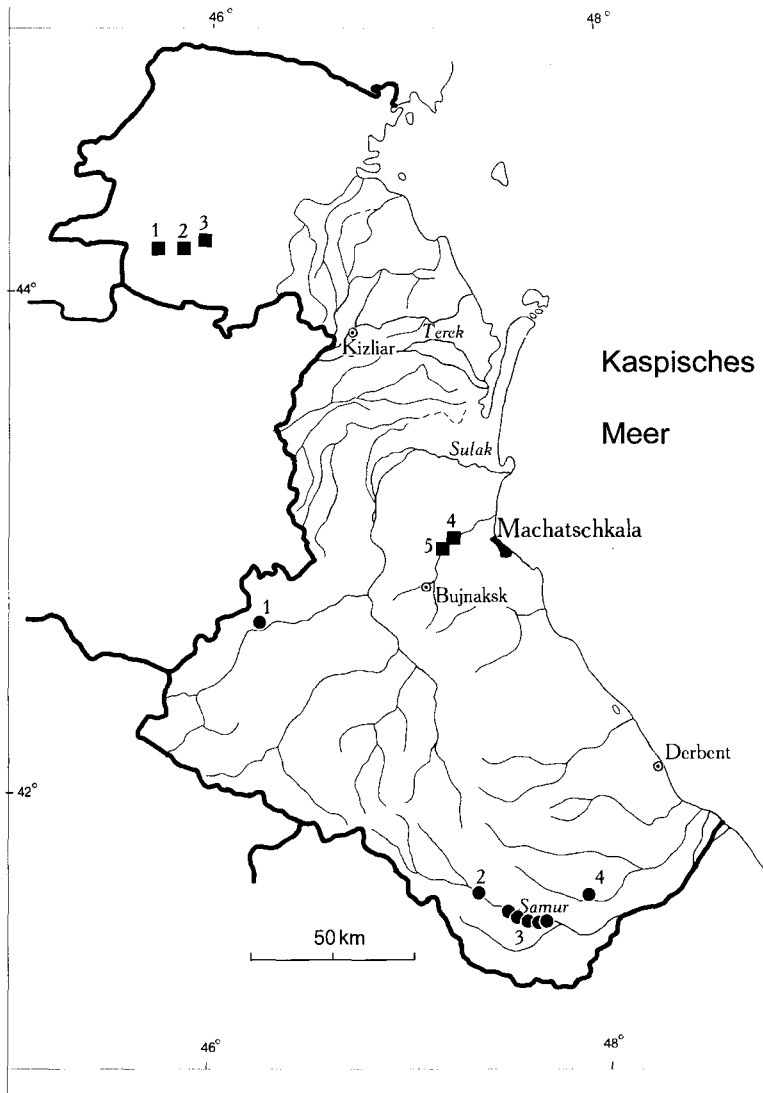 46°
48°
1 2 3
44°
Kizliar
Terek
Kaspisches
Meer
Sulak
4
Machatschkala
5
Bujnaksk
1
Derbent
42°
2
4
Samur
3
50 km
46°
48°